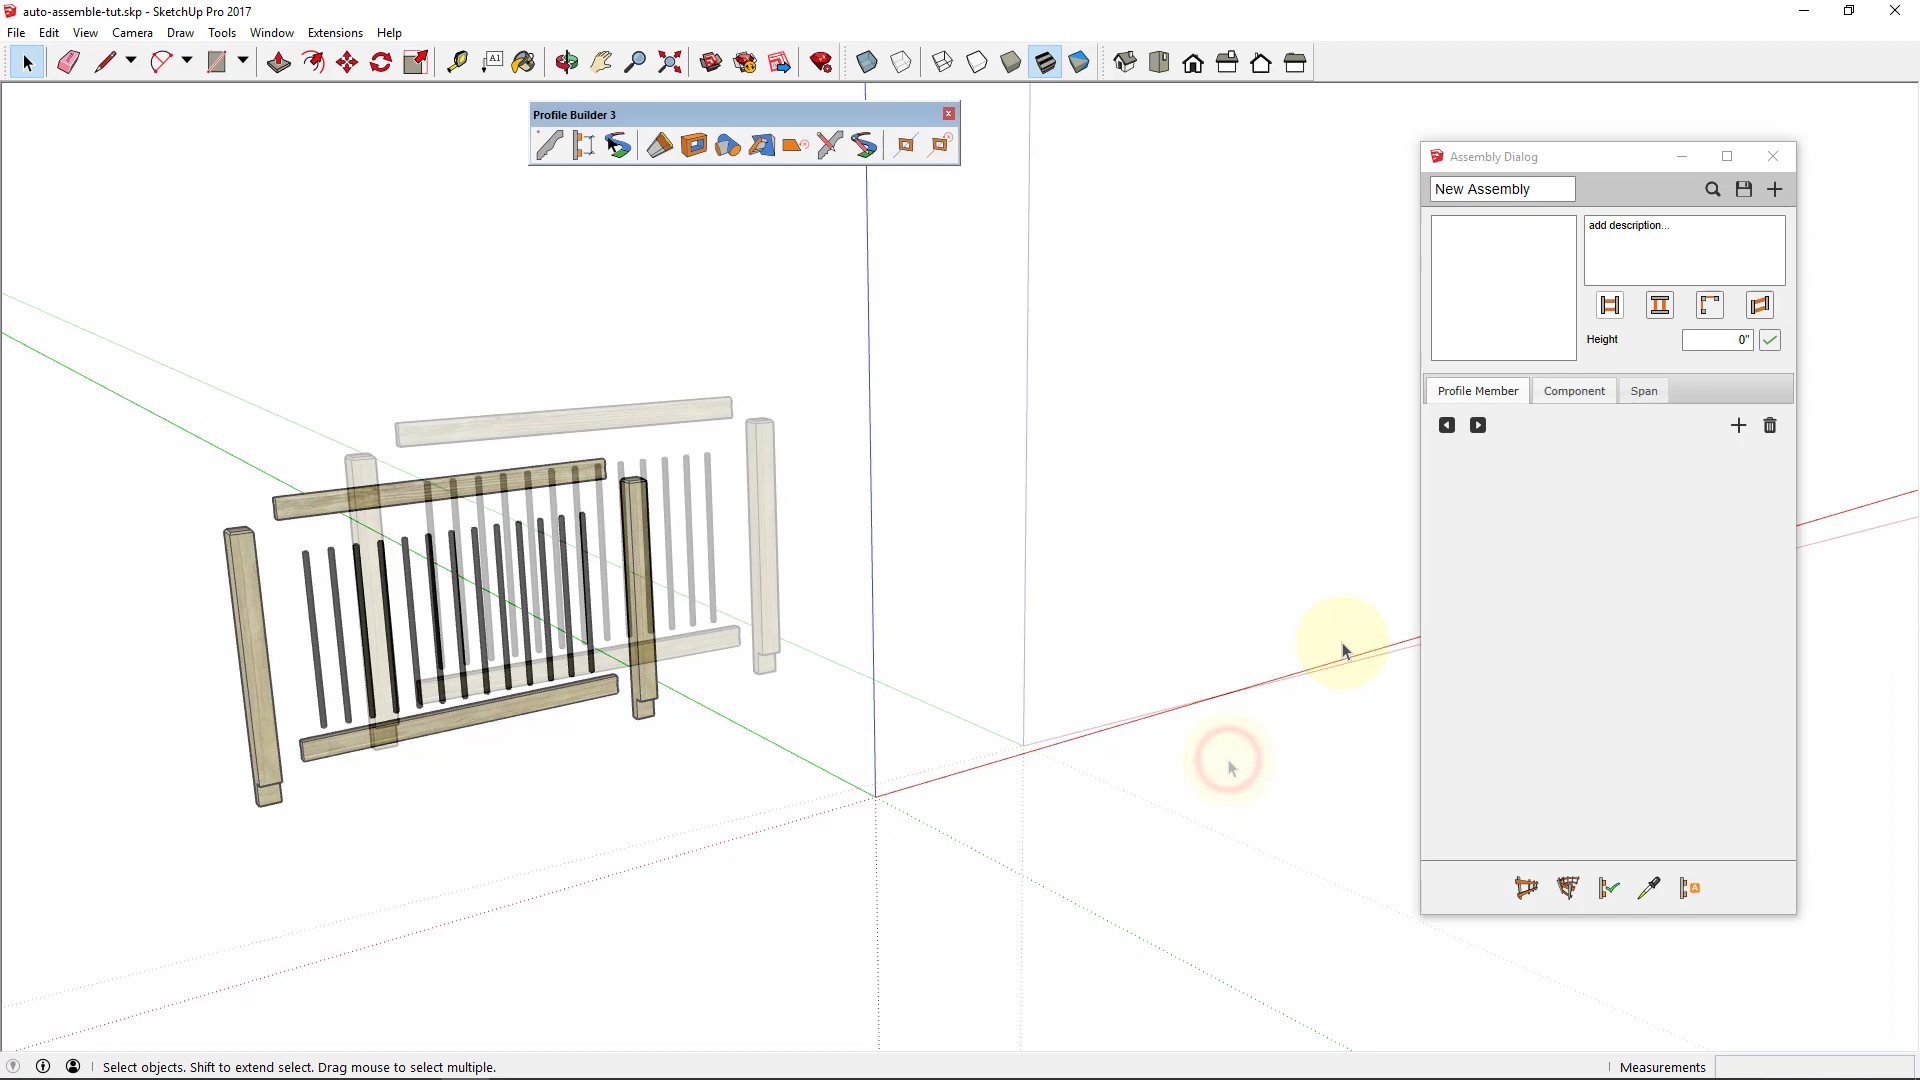 auto-assemble-tut.skp - SketchUp Pro 2017
File Edit View Camera Draw Tools Window Extensions Help
A1
Profile Builder 3
Assembly Dialog
New Assembly
add description...
Height 0"
Profile Member Component Span
A
Select objects. Shift to extend select. Drag mouse to select multiple.
Measurements